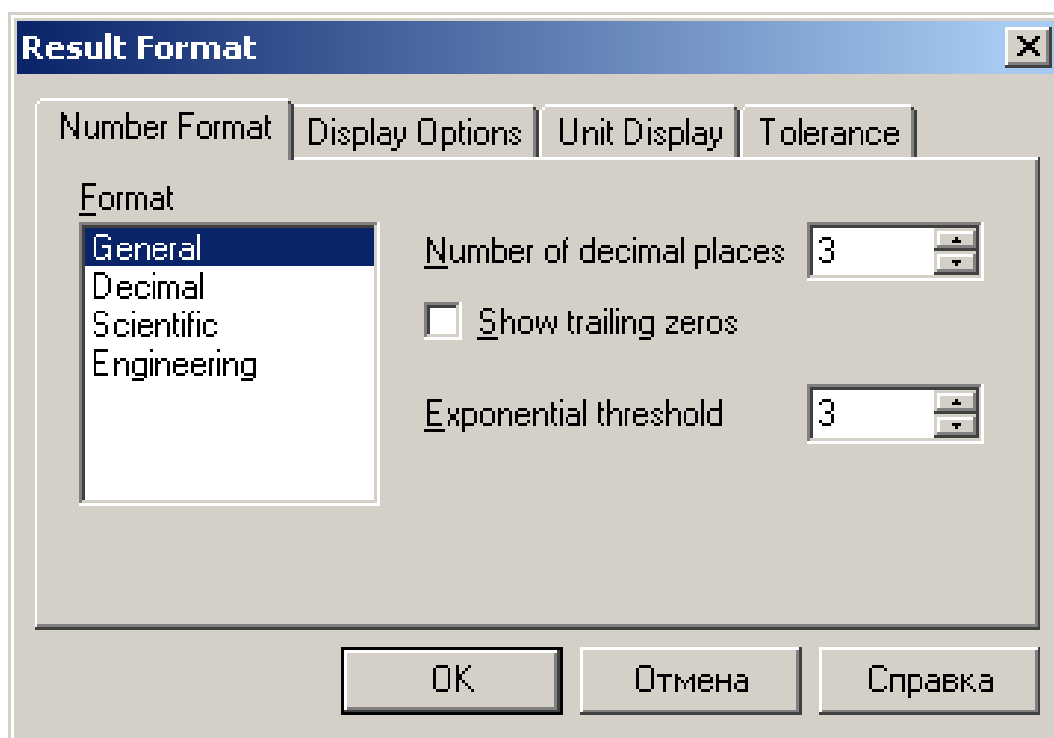 Result Format
Number Format Display Options Unit Display Tolerance
Format
General
Decimal
Scientific
Engineering
Number of decimal places 3
Show trailing zeros
Exponential threshold 3
OK Отмена Справка